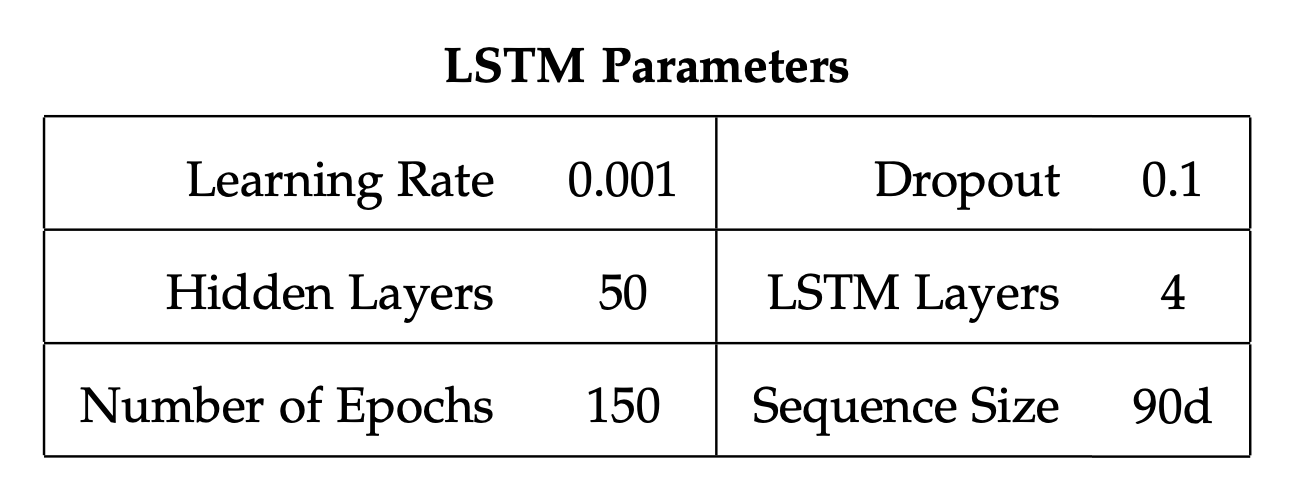 LSTM Parameters
Learning Rate 0.001 Dropout 0.1
Hidden Layers 50 LSTM Layers 4
Number of Epochs 150 Sequence Size 90d